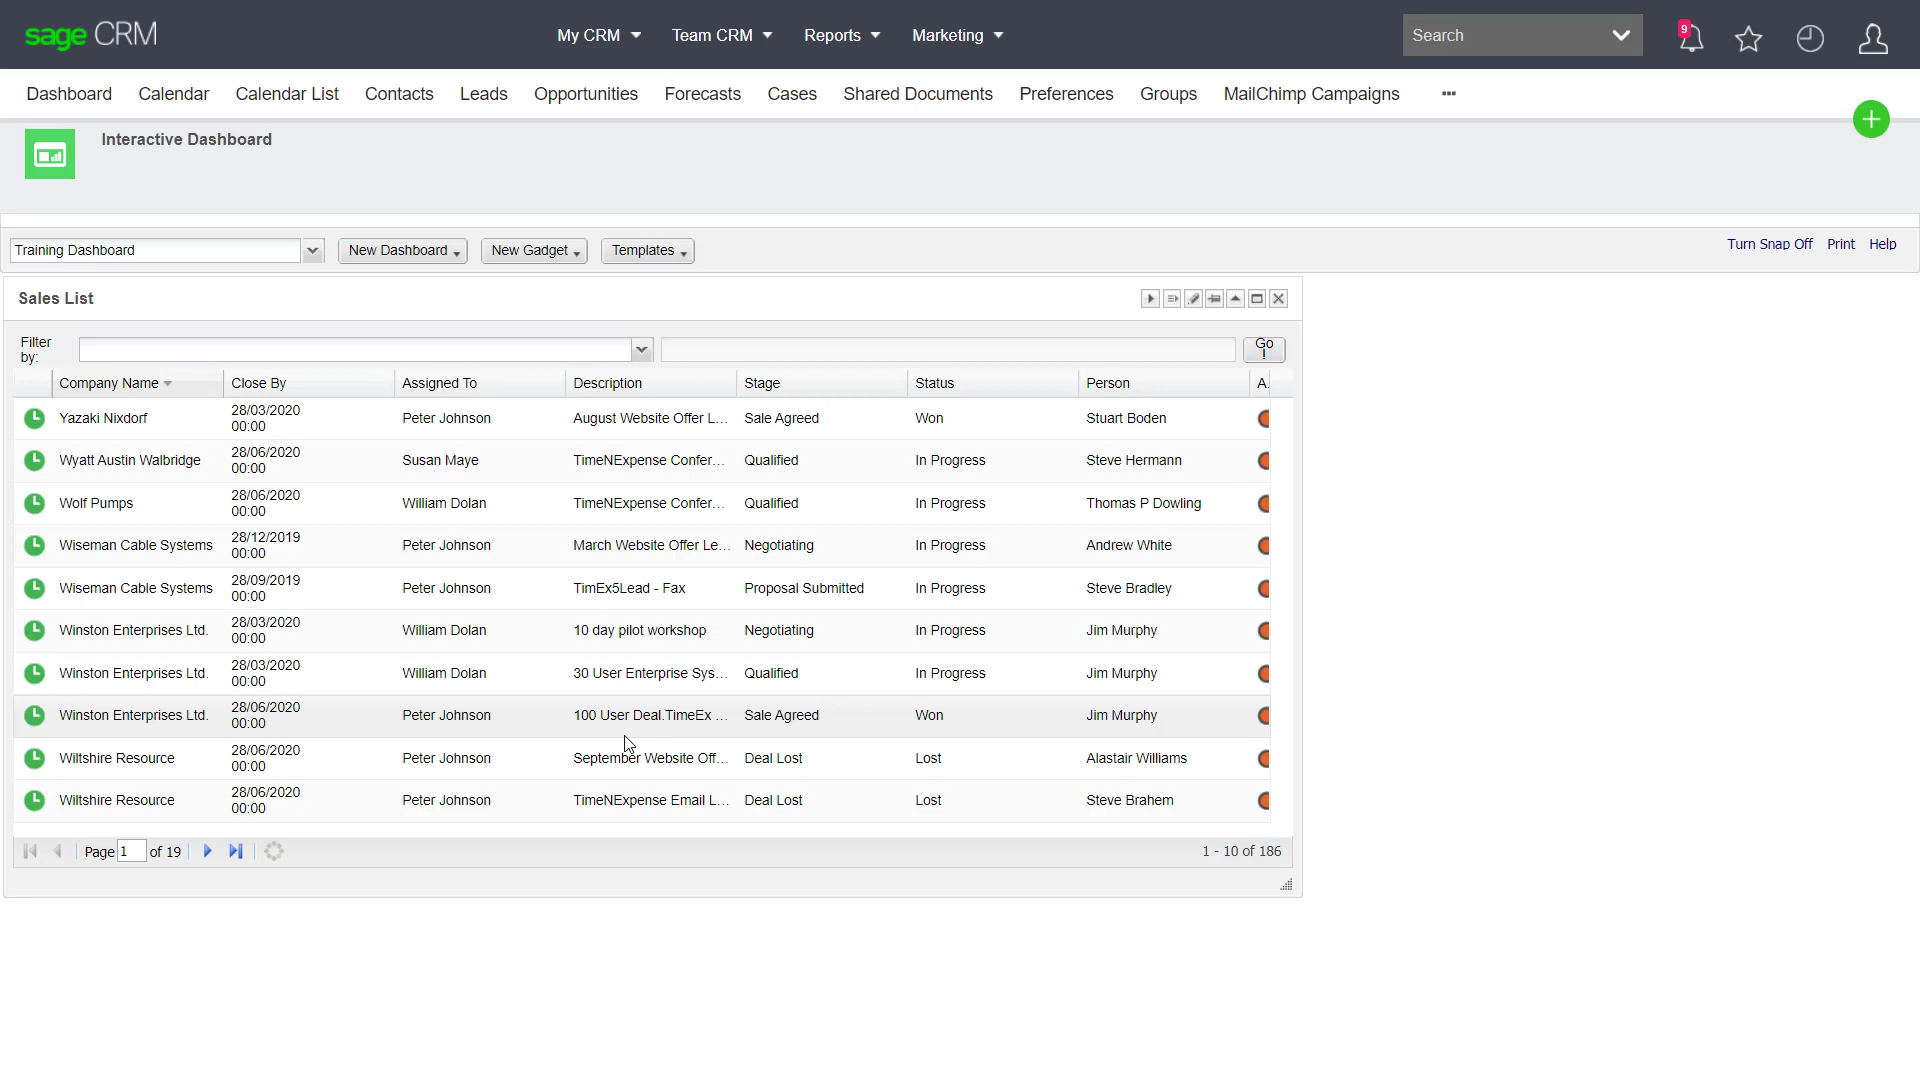 sage CRM
My CRM Team CRM Reports Marketing Search 9
Dashboard Calendar Calendar List Contacts Leads Opportunities Forecasts Cases Shared Documents Preferences Groups MailChimp Campaigns ...
Interactive Dashboard
Training Dashboard New Dashboard New Gadget Templates Turn Snap Off Print Help
Sales List
Filter by: Go !
Company Name Close By Assigned To Description Stage Status Person A.
Yazaki Nixdorf 28/03/2020 00:00 Peter Johnson August Website Offer L... Sale Agreed Won Stuart Boden
Wyatt Austin Walbridge 28/06/2020 00:00 Susan Maye TimeNExpense Confer... Qualified In Progress Steve Hermann
Wolf Pumps 28/06/2020 00:00 William Dolan TimeNExpense Confer... Qualified In Progress Thomas P Dowling
Wiseman Cable Systems 28/12/2019 00:00 Peter Johnson March Website Offer Le... Negotiating In Progress Andrew White
Wiseman Cable Systems 28/09/2019 00:00 Peter Johnson TimEx5Lead - Fax Proposal Submitted In Progress Steve Bradley
Winston Enterprises Ltd. 28/03/2020 00:00 William Dolan 10 day pilot workshop Negotiating In Progress Jim Murphy
Winston Enterprises Ltd. 28/03/2020 00:00 William Dolan 30 User Enterprise Sys... Qualified In Progress Jim Murphy
Winston Enterprises Ltd. 28/06/2020 00:00 Peter Johnson 100 User Deal.TimeEx ... Sale Agreed Won Jim Murphy
Wiltshire Resource 28/06/2020 00:00 Peter Johnson September Website Off... Deal Lost Lost Alastair Williams
Wiltshire Resource 28/06/2020 00:00 Peter Johnson TimeNExpense Email L... Deal Lost Lost Steve Brahem
Page 1 of 19 1 - 10 of 186